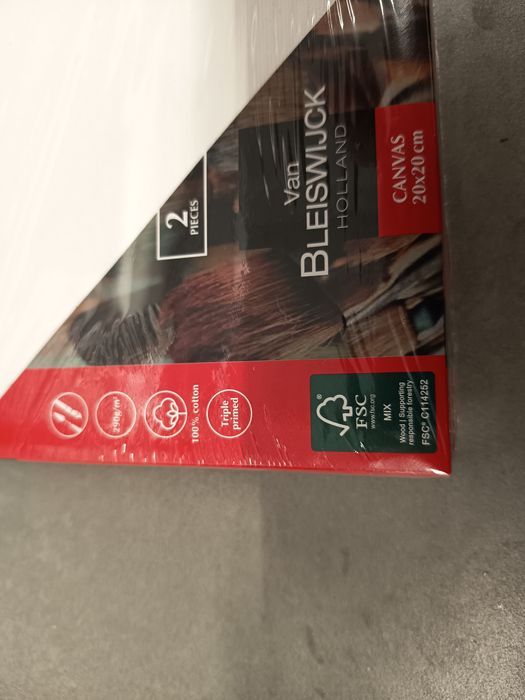 Van
BLEISWIJCK
HOLLAND
CANVAS
20x20 cm
2
PIECES
290g/m²
100% cotton
Triple
primed
FSC
www.fsc.org
MIX
Wood | Supporting
responsible forestry
FSC® C114252